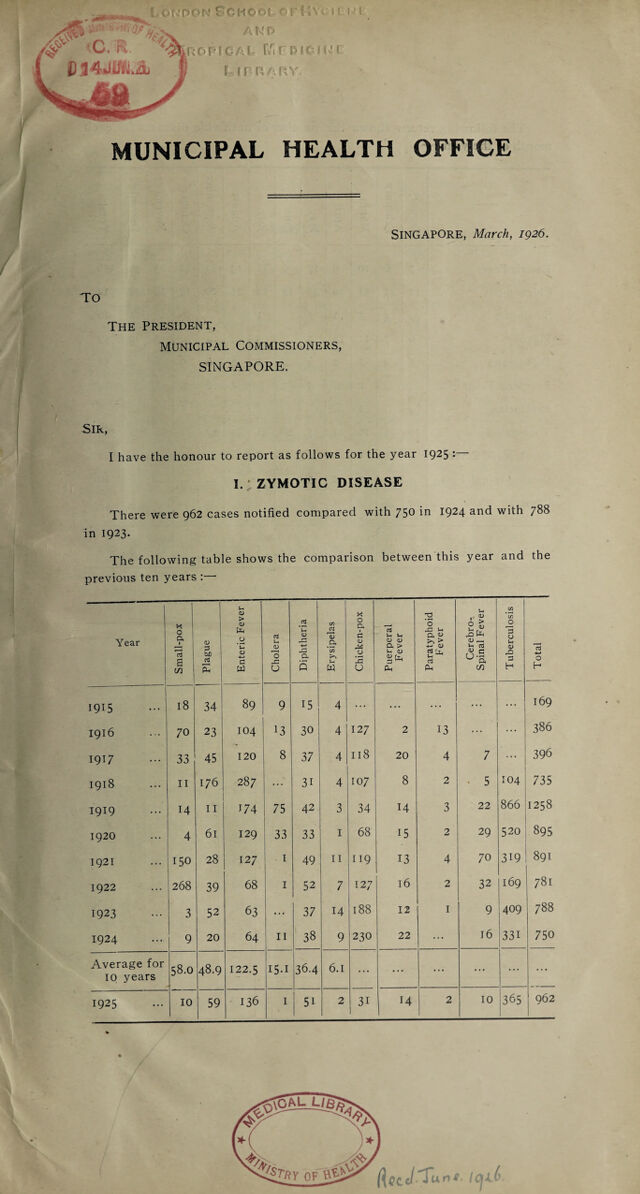 LONDON SCHOOL OF HYGIENE
AND
TROPICAL MEDICINE
LIBRARY.
RECEIVED MINISTRY OF HEALTH
C. R.
D 14 JUN.
59
MUNICIPAL HEALTH OFFICE
SINGAPORE, March, 1926.
TO
THE PRESIDENT,
MUNICIPAL COMMISSIONERS,
SINGAPORE.
SIR,
I have the honour to report as follows for the year 1925:—
I. ZYMOTIC DISEASE
There were 962 cases notified compared with 750 in 1924 and with 788
in 1923.
The following table shows the comparison between this year and the
previous ten years:—
Year Small-pox Plague Enteric Fever Cholera Diphtheria Erysipelas Chicken-pox Puerperal Fever Paratyphoid Fever Cerebro-Spinal Fever Tuberculosis Total
1915 ... 18 34 89 9 15 4 ... ... ... ... ... 169
1916 ... 70 23 104 13 30 4 127 2 13 ... ... 386
1917 ... 33 45 120 8 37 4 118 20 4 7 ... 396
1918 ... 11 176 287 ... 31 4 107 8 2 5 104 735
1919 ... 14 11 174 75 42 3 34 14 3 22 866 1258
1920 ... 4 61 129 33 33 1 68 15 2 29 520 895
1921 ... 150 28 127 1 49 11 119 13 4 70 319 891
1922 ... 268 39 68 1 52 7 127 16 2 32 169 781
1923 ... 3 52 63 ... 37 14 188 12 1 9 409 788
1924 ... 9 20 64 11 38 9 230 22 ... 16 331 750
Average for
10 years 58.0 48.9 122.5 15.1 36.4 6.1 ... ... ... ... ... ...
1925 ... 10 59 136 1 51 2 31 14 2 10 365 962
MEDICAL LIBRARY
MINISTRY OF HEALTH
Recd. June. 1926